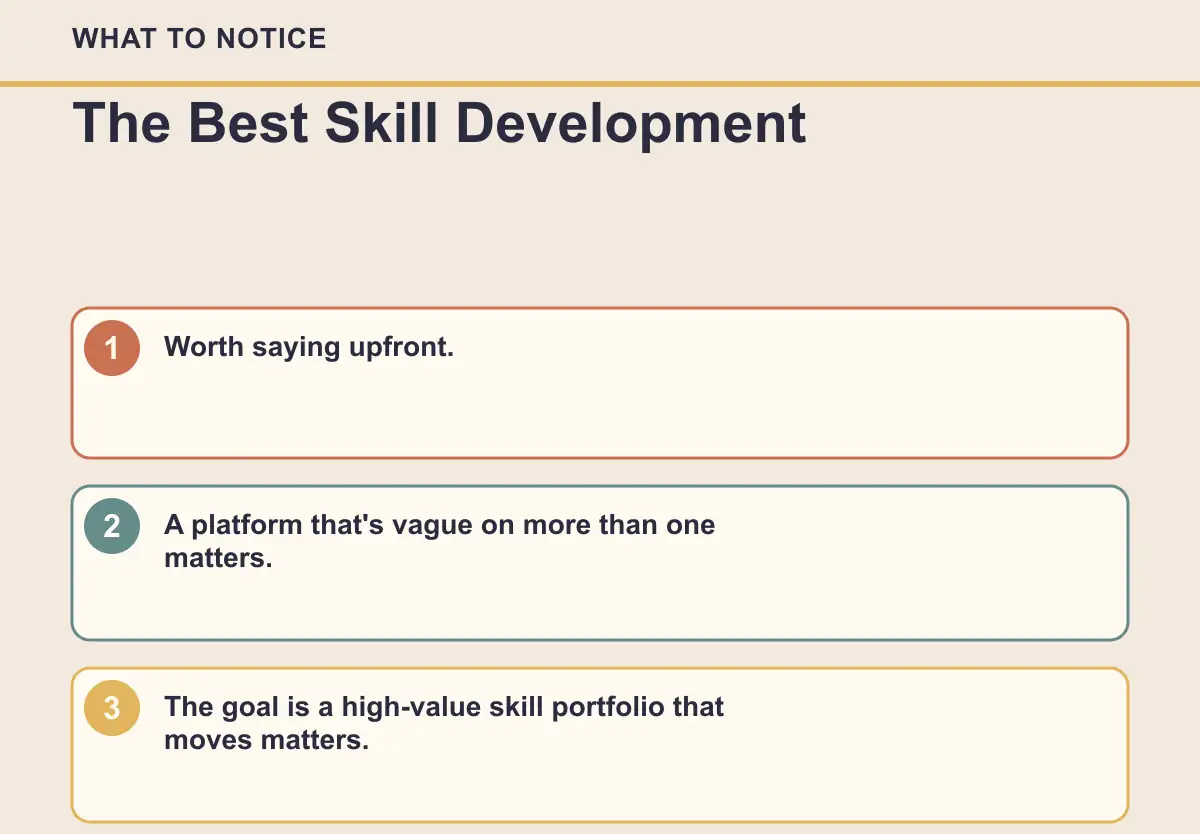 WHAT TO NOTICE
The Best Skill Development
1
Worth saying upfront.
2
A platform that's vague on more than one
matters.
3
The goal is a high-value skill portfolio that
moves matters.